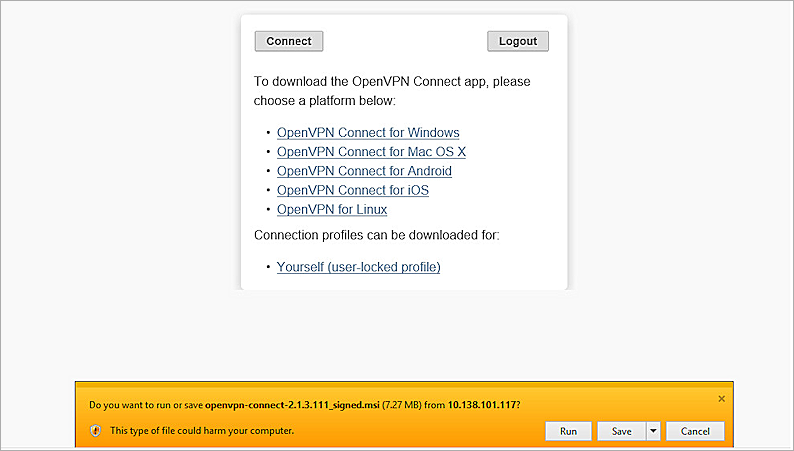 Connect Logout
To download the OpenVPN Connect app, please
choose a platform below:
• OpenVPN Connect for Windows
• OpenVPN Connect for Mac OS X
• OpenVPN Connect for Android
• OpenVPN Connect for iOS
• OpenVPN for Linux
Connection profiles can be downloaded for:
• Yourself (user-locked profile)
Do you want to run or save openvpn-connect-2.1.3.111_signed.msi (7.27 MB) from 10.138.101.117?
This type of file could harm your computer.
Run Save Cancel